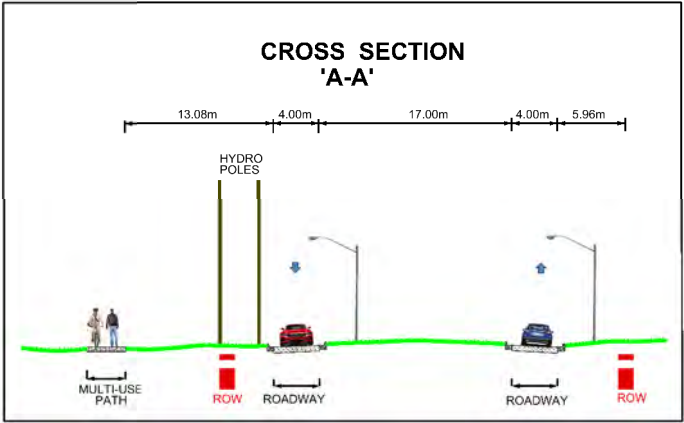 CROSS SECTION
'A-A'
13.08m 4.00m 17.00m 4.00m 5.96m
HYDRO
POLES
MULTI-USE
PATH
ROW
ROADWAY
ROADWAY
ROW